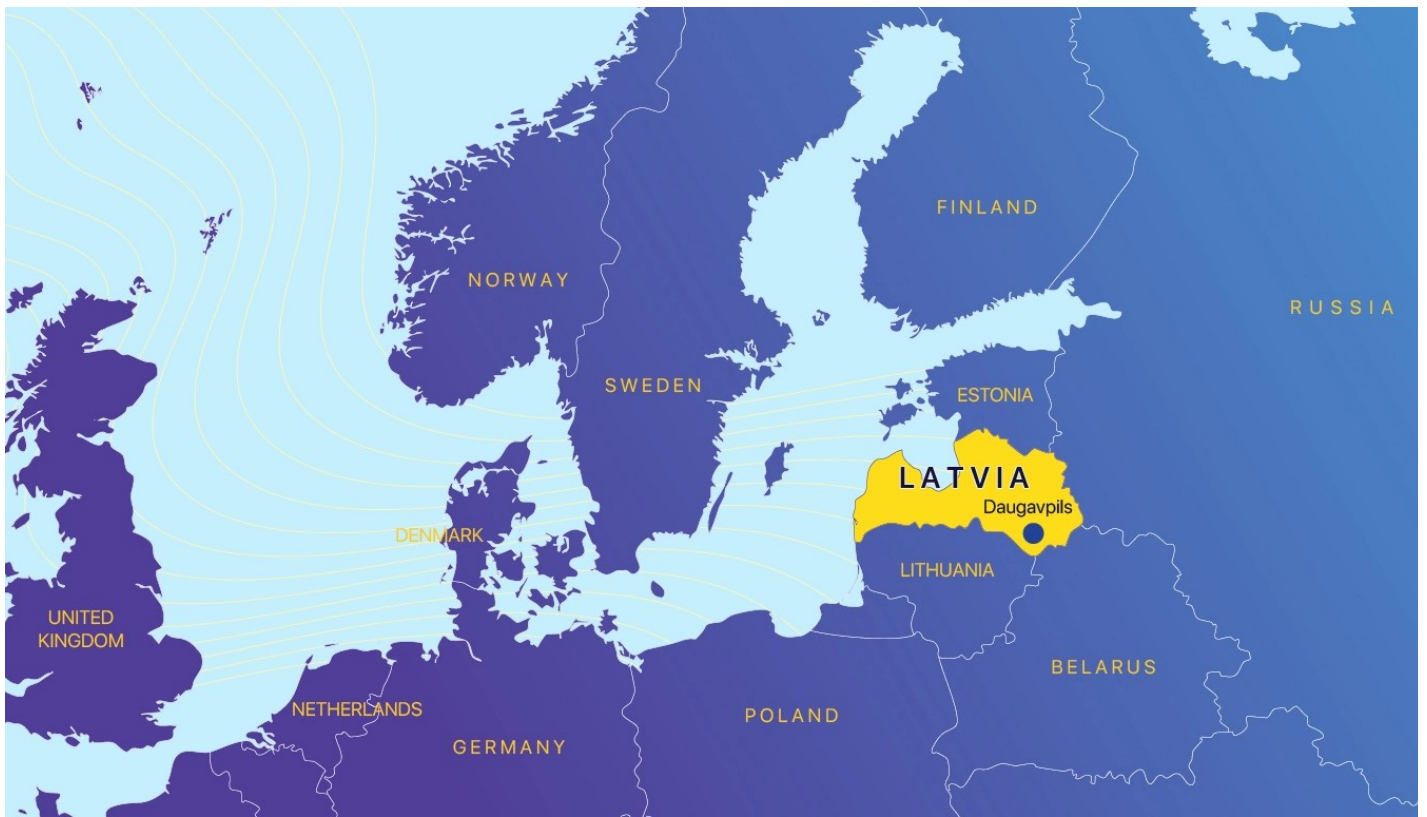 FINLAND
NORWAY
RUSSIA
SWEDEN
ESTONIA
LATVIA
Daugavpils
DENMARK
LITHUANIA
UNITED
KINGDOM
BELARUS
NETHERLANDS
POLAND
GERMANY